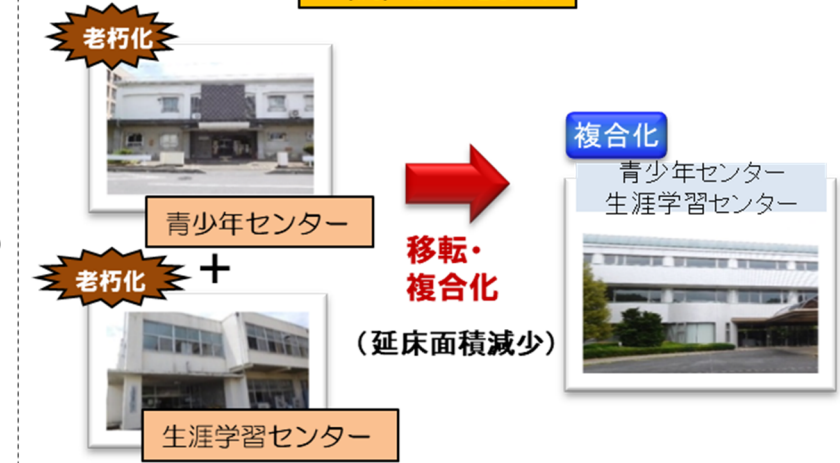 老朽化
青少年センター
+
老朽化
生涯学習センター
移転・
複合化
（延床面積減少）
複合化
青少年センター
生涯学習センター